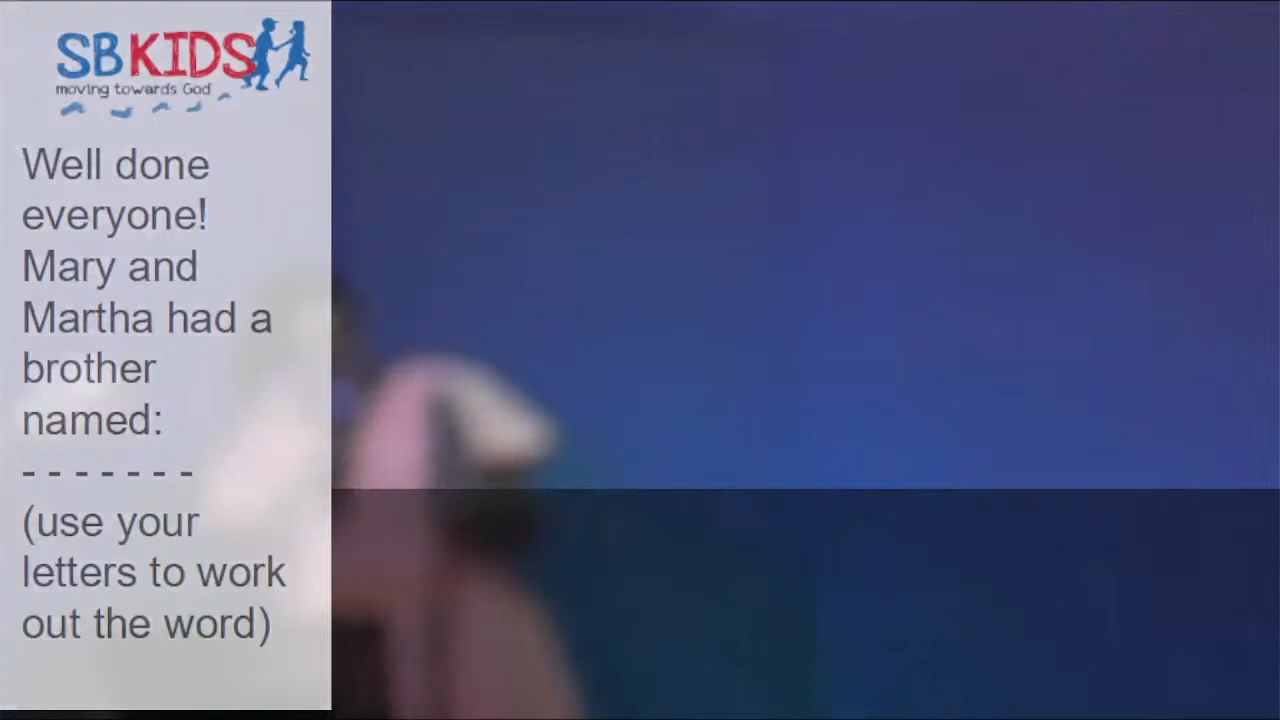 SBKIDS
moving towards God
Well done
everyone!
Mary and
Martha had a
brother
named:
- - - - - - -
(use your
letters to work
out the word)